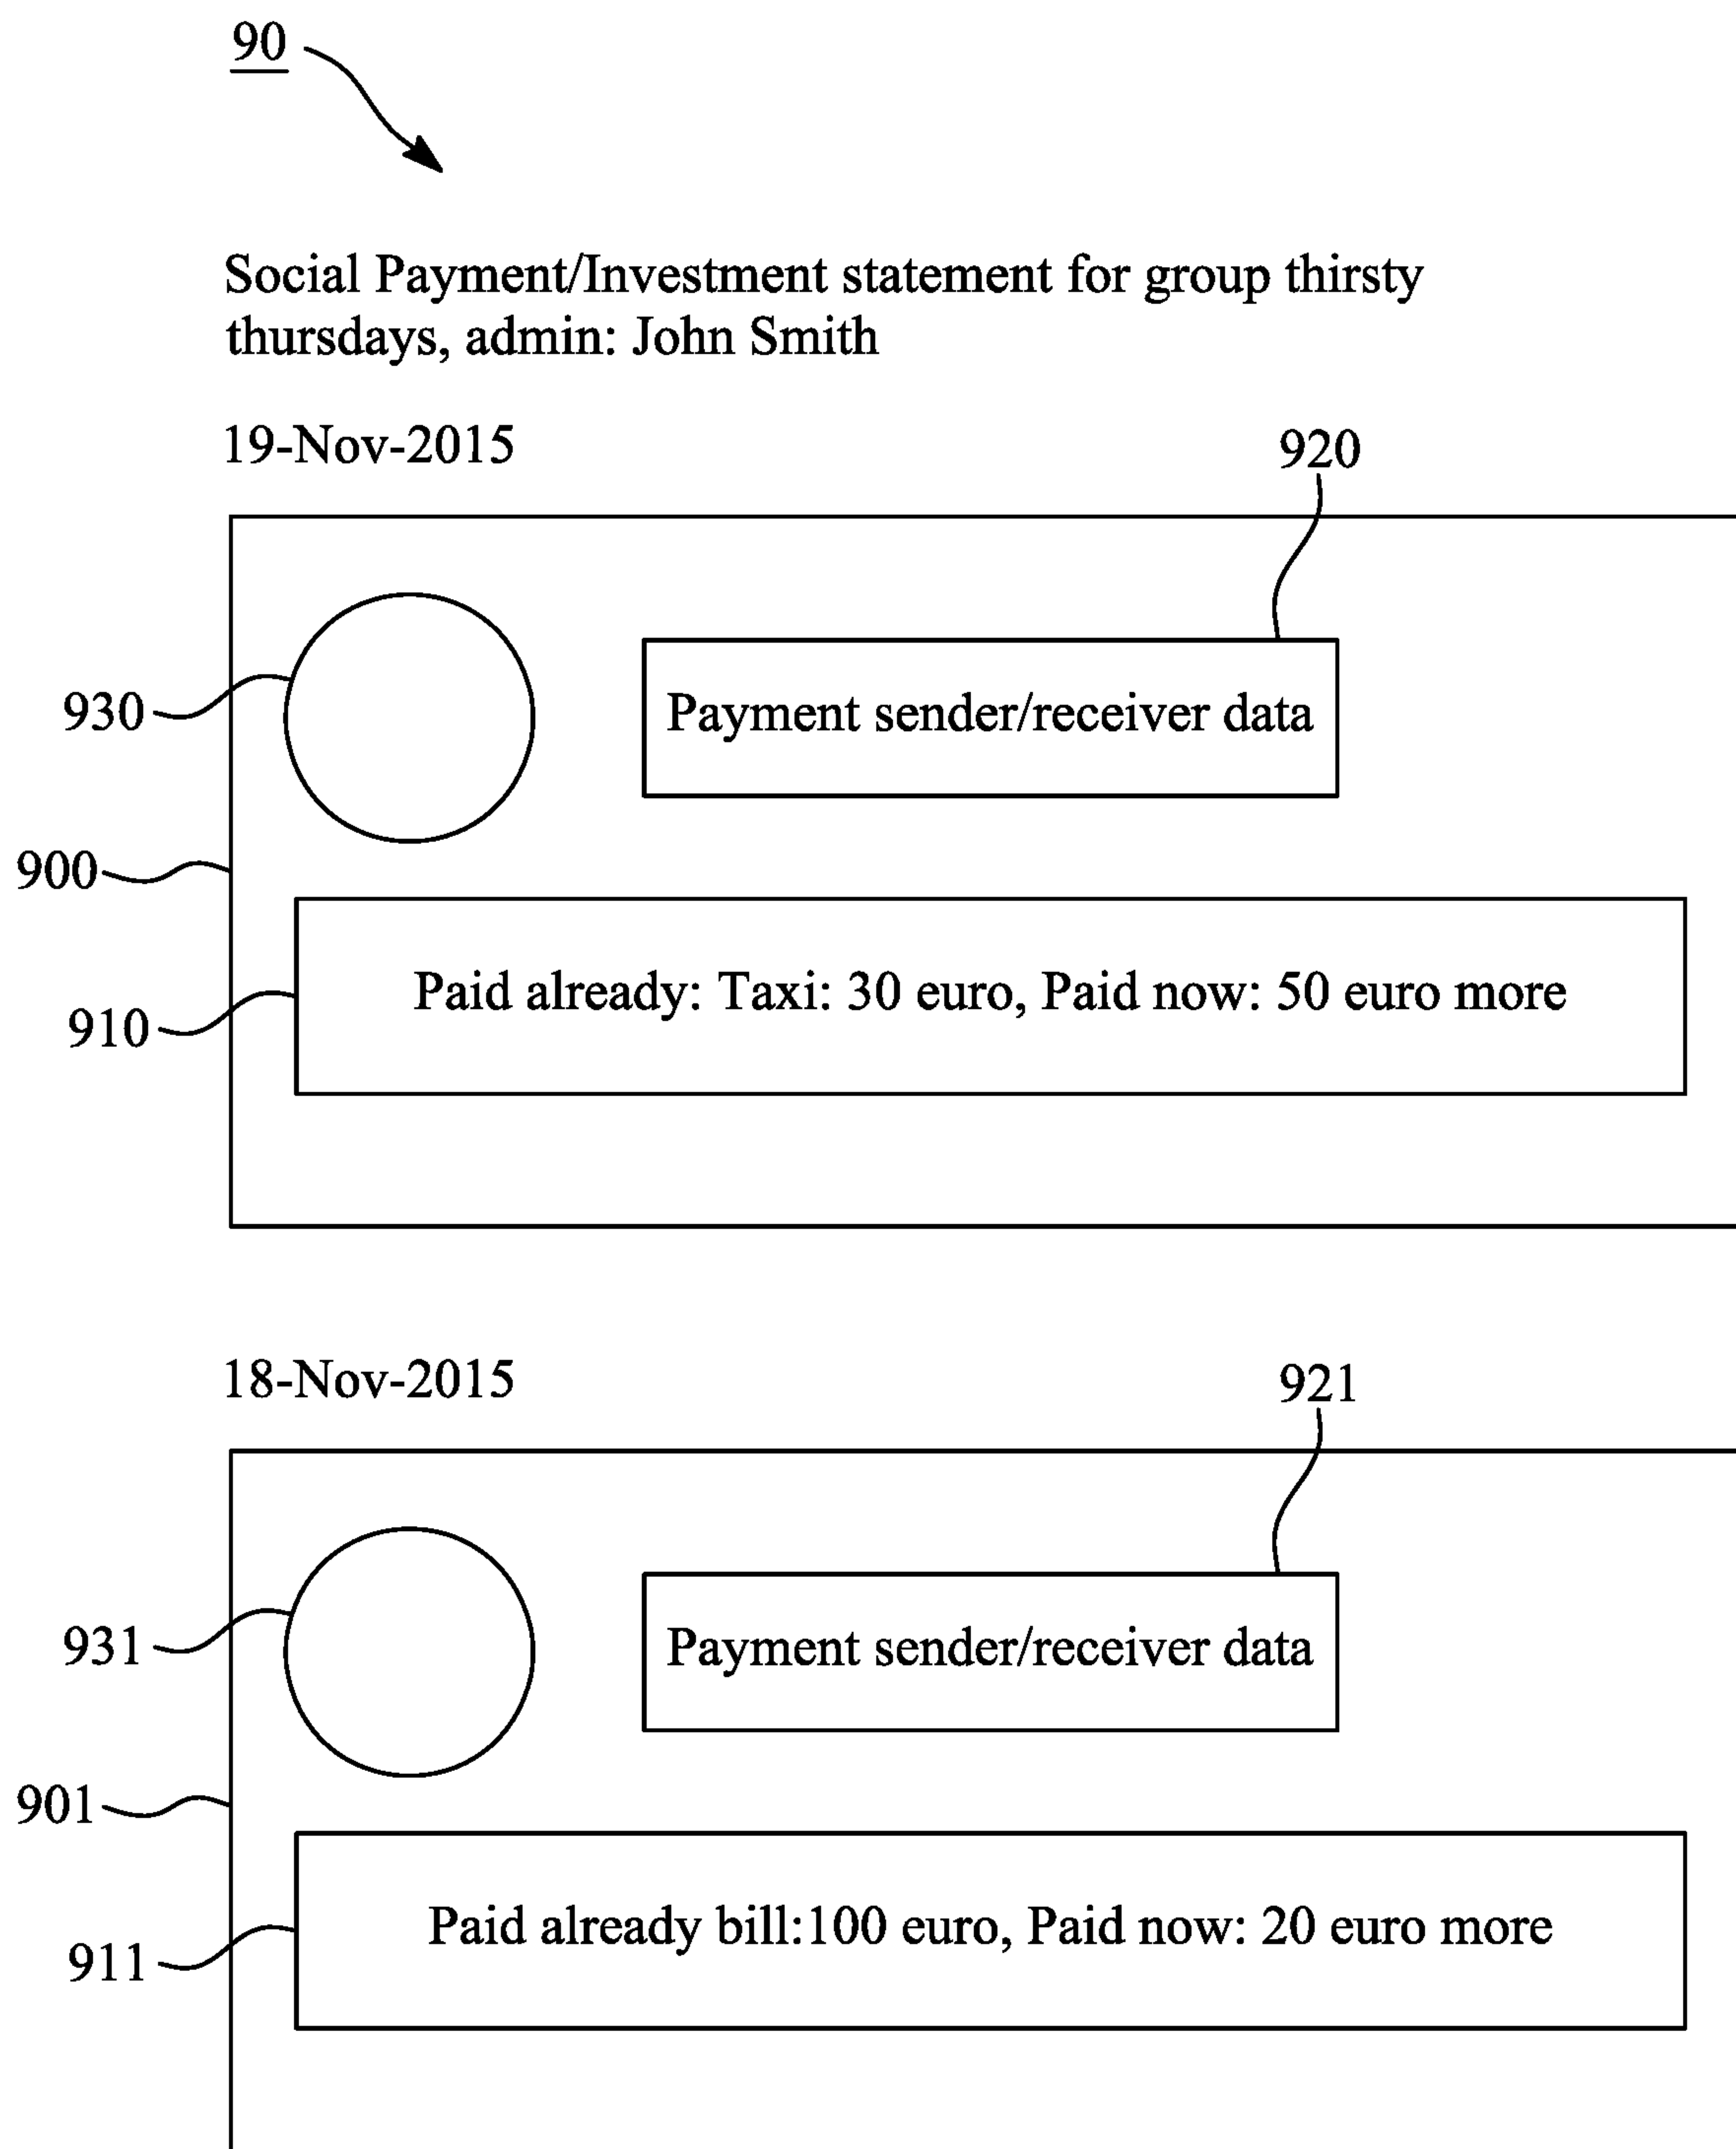 90
Social Payment/Investment statement for group thirsty
thursdays, admin: John Smith
19-Nov-2015
920
930
Payment sender/receiver data
900
Paid already: Taxi: 30 euro, Paid now: 50 euro more
910
18-Nov-2015
921
931
Payment sender/receiver data
901
Paid already bill:100 euro, Paid now: 20 euro more
911